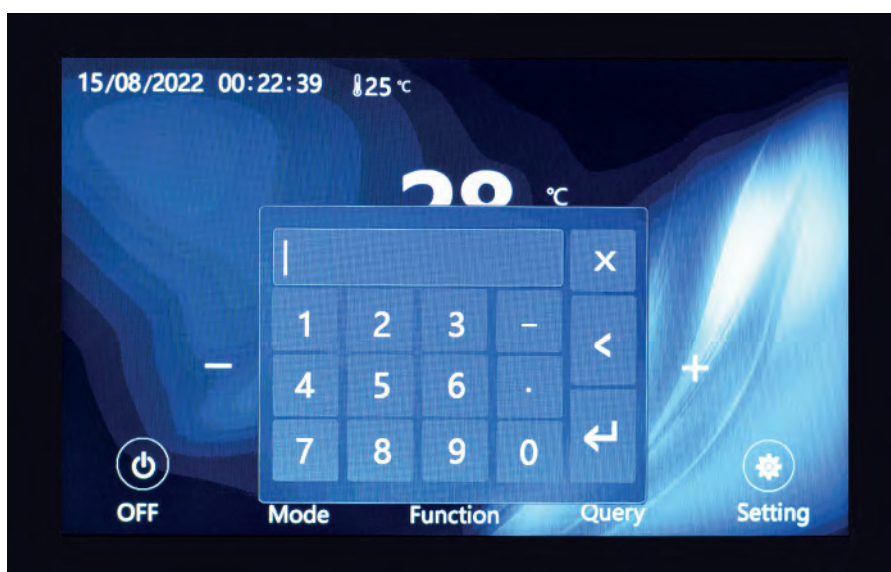 15/08/2022 00:22:39 25 ℃
28 ℃
X
1 2 3 -
<
4 5 6 .
7 8 9 0
- +
OFF Mode Function Query Setting